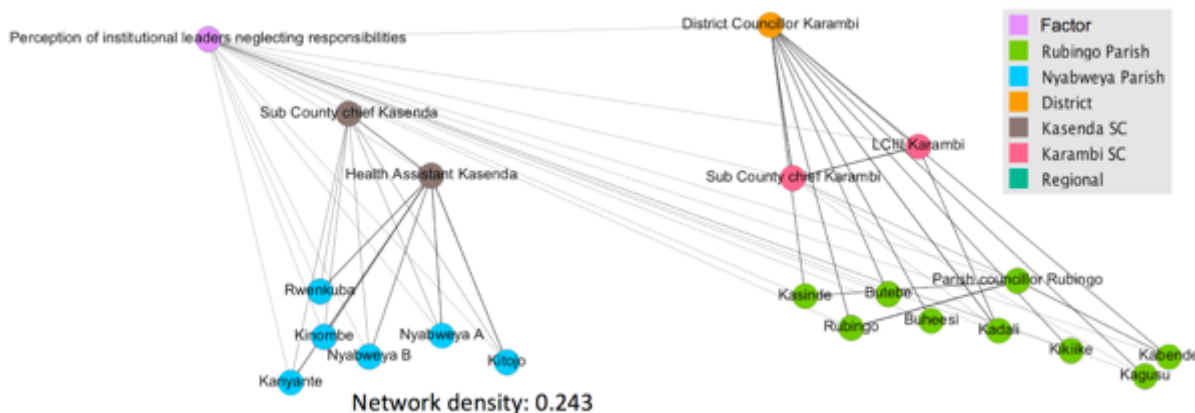 District Councillor Karambi
Perception of institutional leaders neglecting responsibilities
Sub County chief Kasenda
LCIII Karambi
Health Assistant Kasenda
Sub County chief Karambi
Parish councillor Rubingo
Rwenkuba
Kasinde
Butebe
Buheesi
Rubingo
Kadali
Kinombe
Nyabweya A
Nyabweya B
Kitojo
Kikiike
Kabende
Kagusu
Kanyante
Network density: 0.243
Factor
Rubingo Parish
Nyabweya Parish
District
Kasenda SC
Karambi SC
Regional